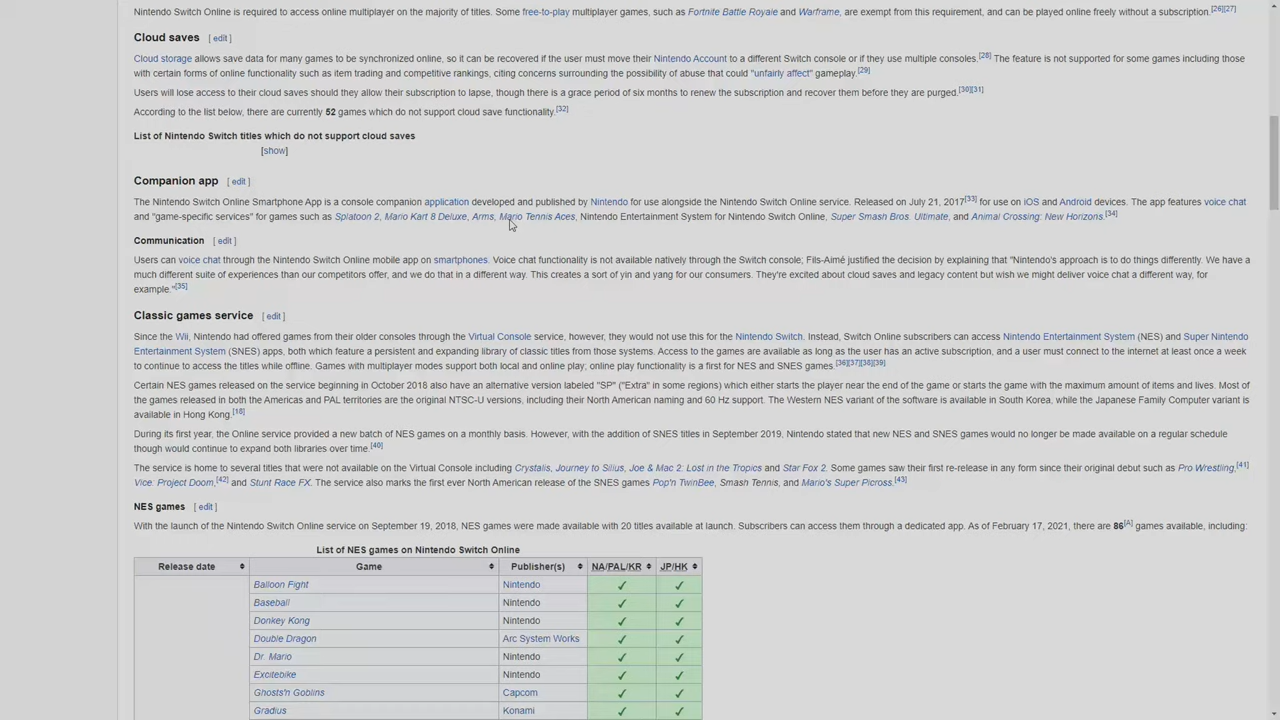 Nintendo Switch Online is required to access online multiplayer on the majority of titles. Some free-to-play multiplayer games, such as Fortnite Battle Royale and Warframe, are exempt from this requirement, and can be played online freely without a subscription.[26][27]
Cloud saves [ edit ]
Cloud storage allows save data for many games to be synchronized online, so it can be recovered if the user must move their Nintendo Account to a different Switch console or if they use multiple consoles.[28] The feature is not supported for some games including those
with certain forms of online functionality such as item trading and competitive rankings, citing concerns surrounding the possibility of abuse that could "unfairly affect" gameplay.[29]
Users will lose access to their cloud saves should they allow their subscription to lapse, though there is a grace period of six months to renew the subscription and recover them before they are purged.[30][31]
According to the list below, there are currently 52 games which do not support cloud save functionality.[32]
List of Nintendo Switch titles which do not support cloud saves
[show]
Companion app [ edit ]
The Nintendo Switch Online Smartphone App is a console companion application developed and published by Nintendo for use alongside the Nintendo Switch Online service. Released on July 21, 2017[33] for use on iOS and Android devices. The app features voice chat
and "game-specific services" for games such as Splatoon 2, Mario Kart 8 Deluxe, Arms, Mario Tennis Aces, Nintendo Entertainment System for Nintendo Switch Online, Super Smash Bros. Ultimate, and Animal Crossing: New Horizons.[34]
Communication [ edit ]
Users can voice chat through the Nintendo Switch Online mobile app on smartphones. Voice chat functionality is not available natively through the Switch console; Fils-Aimé justified the decision by explaining that "Nintendo's approach is to do things differently. We have a
much different suite of experiences than our competitors offer, and we do that in a different way. This creates a sort of yin and yang for our consumers. They're excited about cloud saves and legacy content but wish we might deliver voice chat a different way, for
example."[35]
Classic games service [ edit ]
Since the Wii, Nintendo had offered games from their older consoles through the Virtual Console service, however, they would not use this for the Nintendo Switch. Instead, Switch Online subscribers can access Nintendo Entertainment System (NES) and Super Nintendo
Entertainment System (SNES) apps, both which feature a persistent and expanding library of classic titles from those systems. Access to the games are available as long as the user has an active subscription, and a user must connect to the internet at least once a week
to continue to access the titles while offline. Games with multiplayer modes support both local and online play; online play functionality is a first for NES and SNES games.[36][37][38][39]
Certain NES games released on the service beginning in October 2018 also have an alternative version labeled "SP" ("Extra" in some regions) which either starts the player near the end of the game or starts the game with the maximum amount of items and lives. Most of
the games released in both the Americas and PAL territories are the original NTSC-U versions, including their North American naming and 60 Hz support. The Western NES variant of the software is available in South Korea, while the Japanese Family Computer variant is
available in Hong Kong.[18]
During its first year, the Online service provided a new batch of NES games on a monthly basis. However, with the addition of SNES titles in September 2019, Nintendo stated that new NES and SNES games would no longer be made available on a regular schedule
though would continue to expand both libraries over time.[40]
The service is home to several titles that were not available on the Virtual Console including Crystalis, Journey to Silius, Joe & Mac 2: Lost in the Tropics and Star Fox 2. Some games saw their first re-release in any form since their original debut such as Pro Wrestling,[41]
Vice: Project Doom,[42] and Stunt Race FX. The service also marks the first ever North American release of the SNES games Pop'n TwinBee, Smash Tennis, and Mario's Super Picross.[43]
NES games [ edit ]
With the launch of the Nintendo Switch Online service on September 19, 2018, NES games were made available with 20 titles available at launch. Subscribers can access them through a dedicated app. As of February 17, 2021, there are 86[A] games available, including:
List of NES games on Nintendo Switch Online
Release date Game Publisher(s) NA/PAL/KR JP/HK
Balloon Fight Nintendo ✓ ✓
Baseball Nintendo ✓ ✓
Donkey Kong Nintendo ✓ ✓
Double Dragon Arc System Works ✓ ✓
Dr. Mario Nintendo ✓ ✓
Excitebike Nintendo ✓ ✓
Ghosts'n Goblins Capcom ✓ ✓
Gradius Konami ✓ ✓